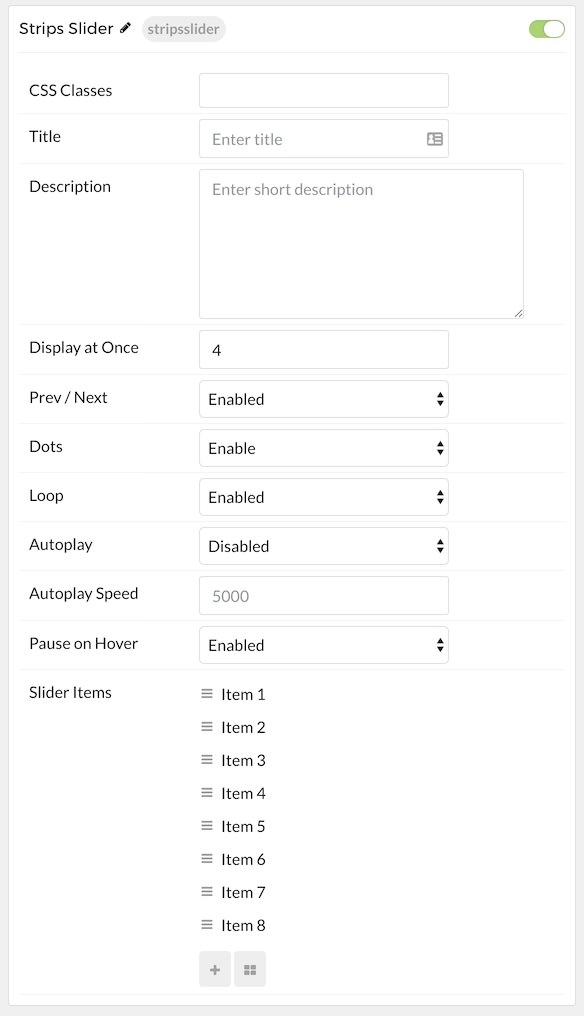 Strips Slider stripsslider
CSS Classes
Title Enter title
Description Enter short description
Display at Once 4
Prev / Next Enabled
Dots Enable
Loop Enabled
Autoplay Disabled
Autoplay Speed 5000
Pause on Hover Enabled
Slider Items Item 1
Item 2
Item 3
Item 4
Item 5
Item 6
Item 7
Item 8